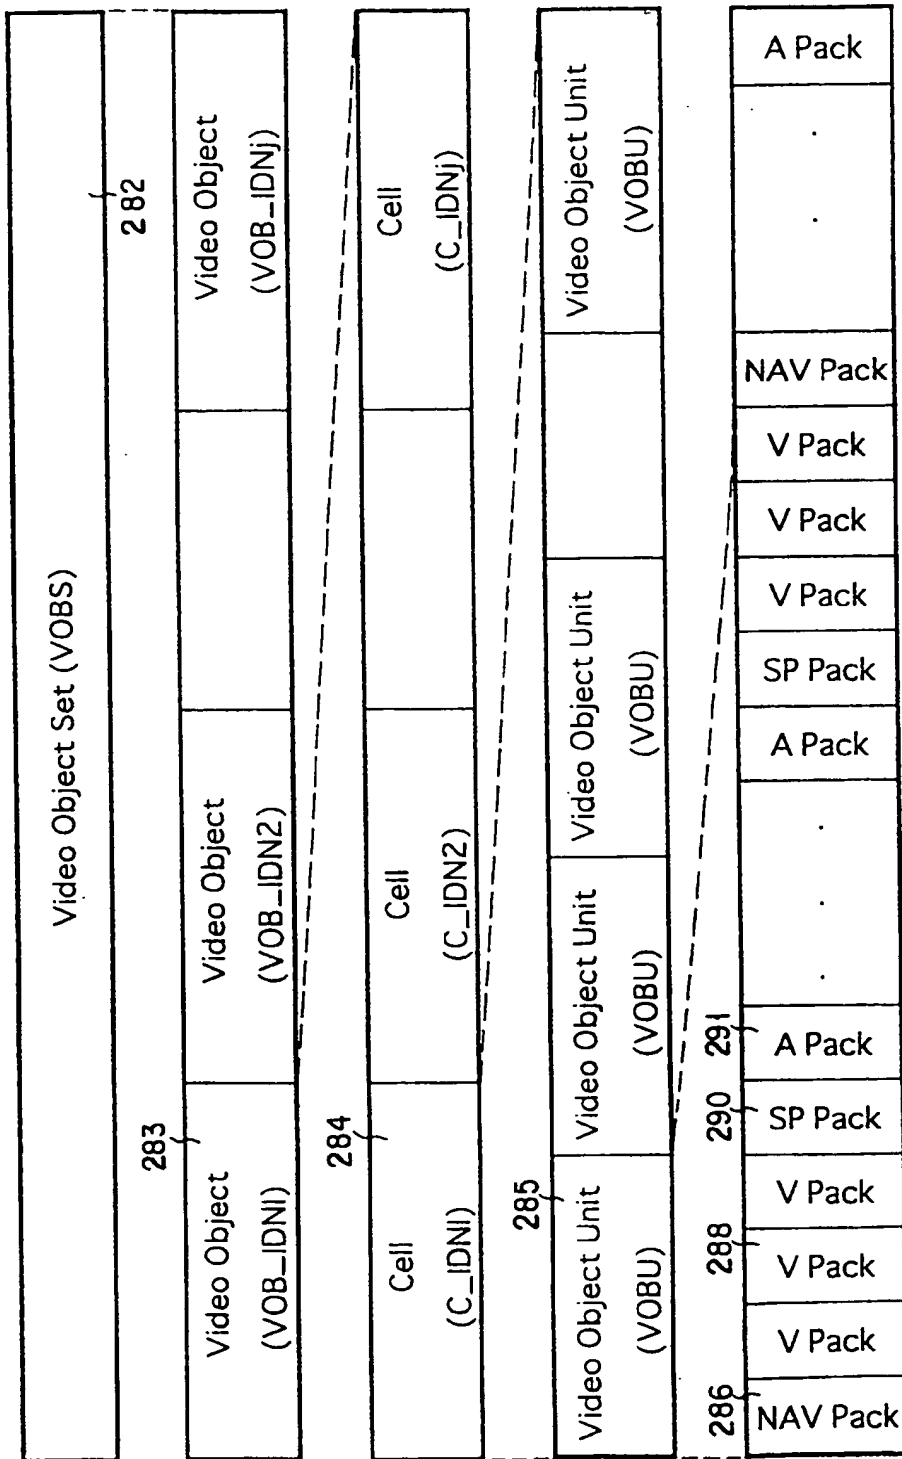 Video Object Set (VOBS)
282
283
Video Object
(VOB_IDN1)
Video Object
(VOB_IDN2)
Video Object
(VOB_IDNj)
284
Cell
(C_IDN1)
Cell
(C_IDN2)
Cell
(C_IDNj)
285
Video Object Unit
(VOBU)
Video Object Unit
(VOBU)
Video Object Unit
(VOBU)
Video Object Unit
(VOBU)
286
288
290
291
NAV Pack
V Pack
V Pack
V Pack
SP Pack
A Pack
. . .
A Pack
SP Pack
V Pack
V Pack
V Pack
NAV Pack
. .
A Pack